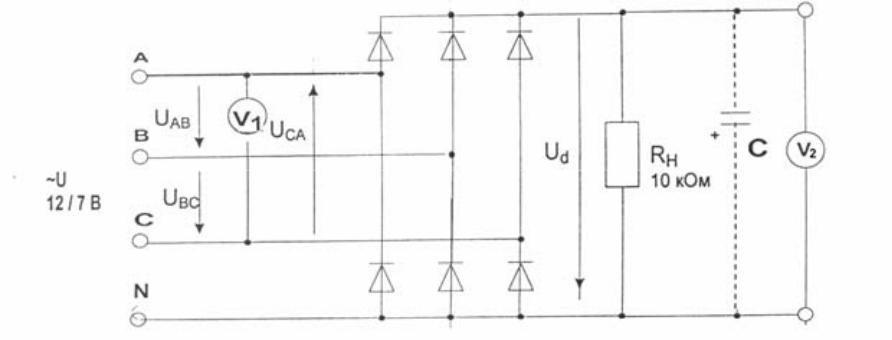 A
U_AB
V1
U_CA
B
~U
12 / 7 В
U_BC
C
N
U_d
R_H
10 кОм
+
C
V2